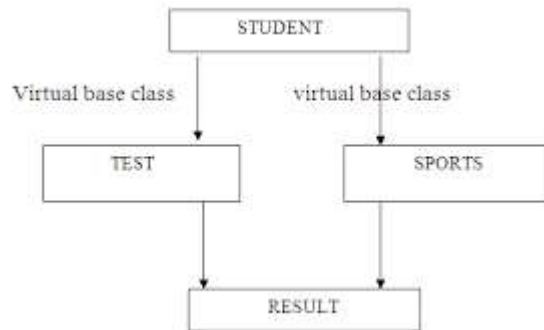 STUDENT
Virtual base class virtual base class
TEST SPORTS
RESULT